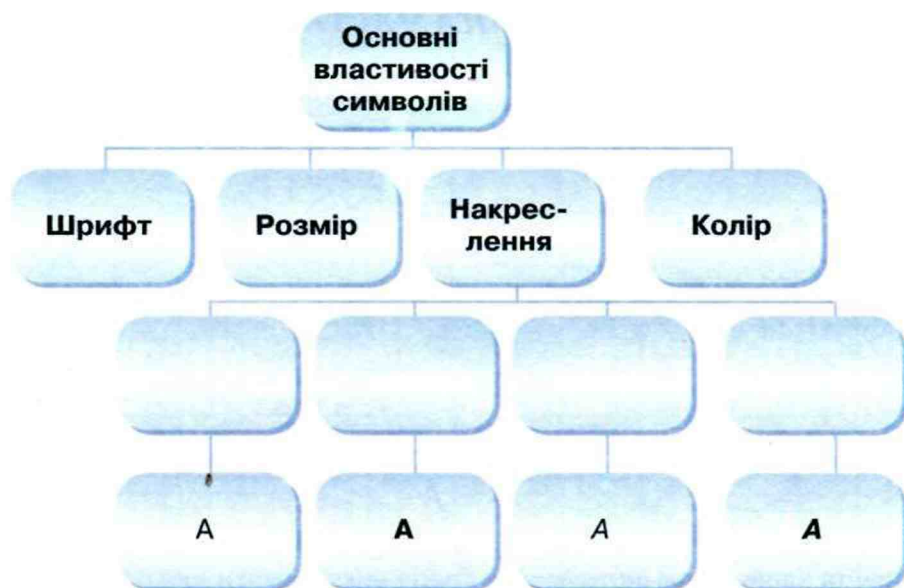 Основні
властивості
символів
Шрифт
Розмір
Накрес-
лення
Колір
А
А
А
А